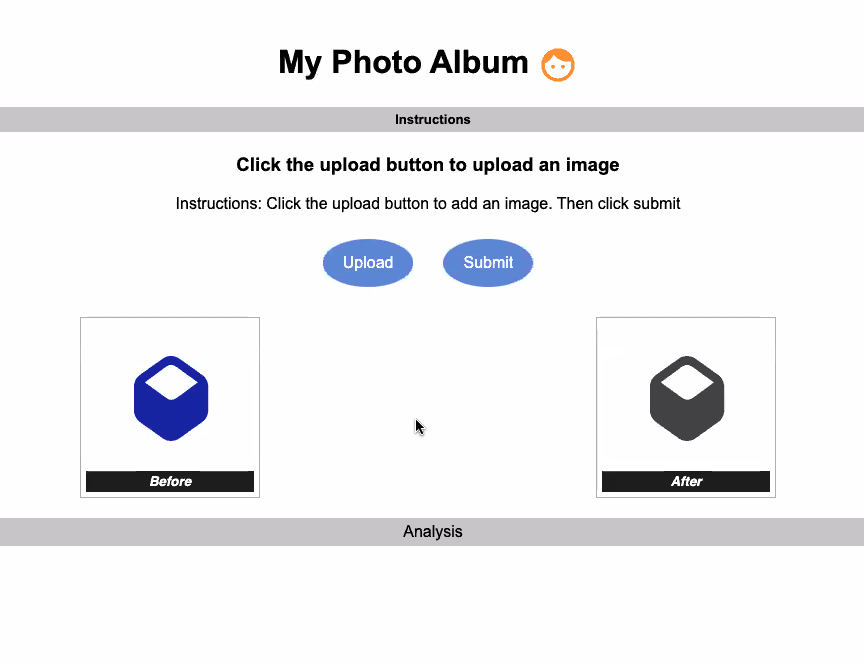 My Photo Album
Instructions
Click the upload button to upload an image
Instructions: Click the upload button to add an image. Then click submit
Upload Submit
Before After
Analysis